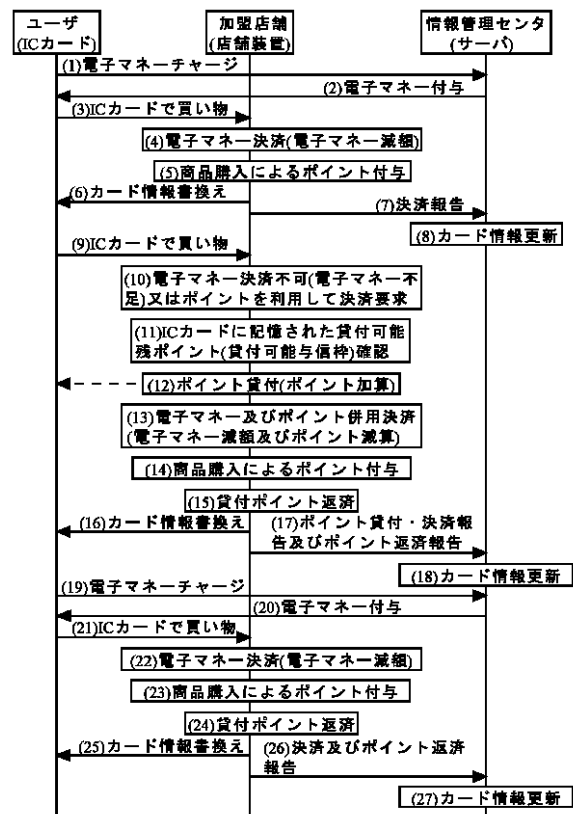 ユーザ
(ICカード)
加盟店舗
(店舗装置)
情報管理センタ
(サーバ)
(1)電子マネーチャージ
(2)電子マネー付与
(3)ICカードで買い物
(4)電子マネー決済(電子マネー減額)
(5)商品購入によるポイント付与
(6)カード情報書換え
(7)決済報告
(8)カード情報更新
(9)ICカードで買い物
(10)電子マネー決済不可(電子マネー不
足)又はポイントを利用して決済要求
(11)ICカードに記憶された貸付可能
残ポイント(貸付可能与信枠)確認
(12)ポイント貸付(ポイント加算)
(13)電子マネー及びポイント併用決済
(電子マネー減額及びポイント減算)
(14)商品購入によるポイント付与
(15)貸付ポイント返済
(16)カード情報書換え
(17)ポイント貸付・決済報
告及びポイント返済報告
(18)カード情報更新
(19)電子マネーチャージ
(20)電子マネー付与
(21)ICカードで買い物
(22)電子マネー決済(電子マネー減額)
(23)商品購入によるポイント付与
(24)貸付ポイント返済
(25)カード情報書換え
(26)決済及びポイント返済
報告
(27)カード情報更新